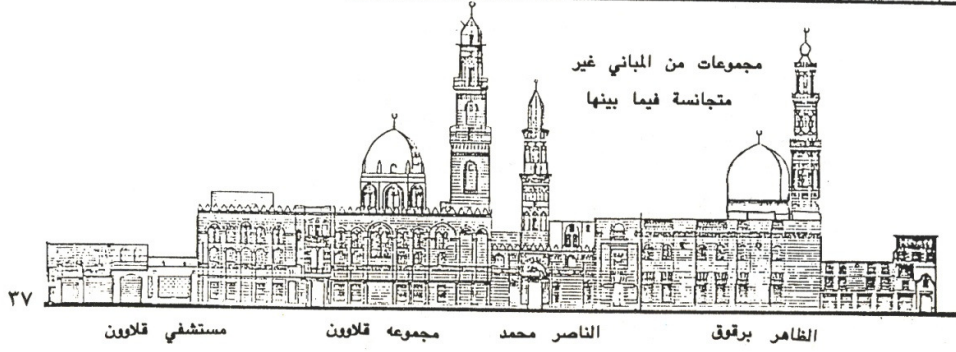 مجموعات من المباني غير
متجانسة فيما بينها
٣٧
الظاهر برقوق
الناصر محمد
مجموعه قلاوون
مستشفي قلاوون